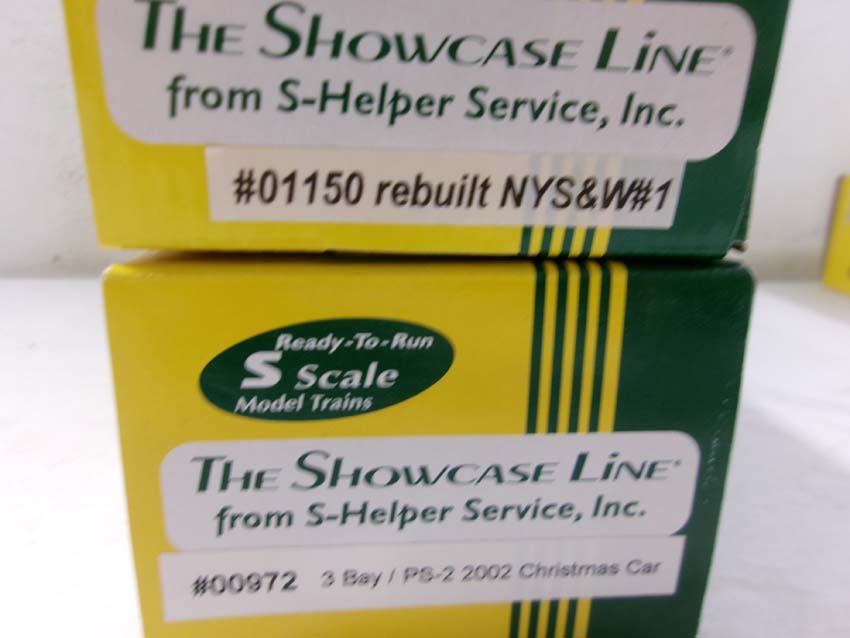 THE SHOWCASE LiNE®
from S-Helper Service, Inc.
#01150 rebuilt NYS&W#1
Ready-To-Run
S Scale
Model Trains
THE SHOWCASE LiNE®
from S-Helper Service, Inc.
#00972 3 Bay / PS-2 2002 Christmas Car